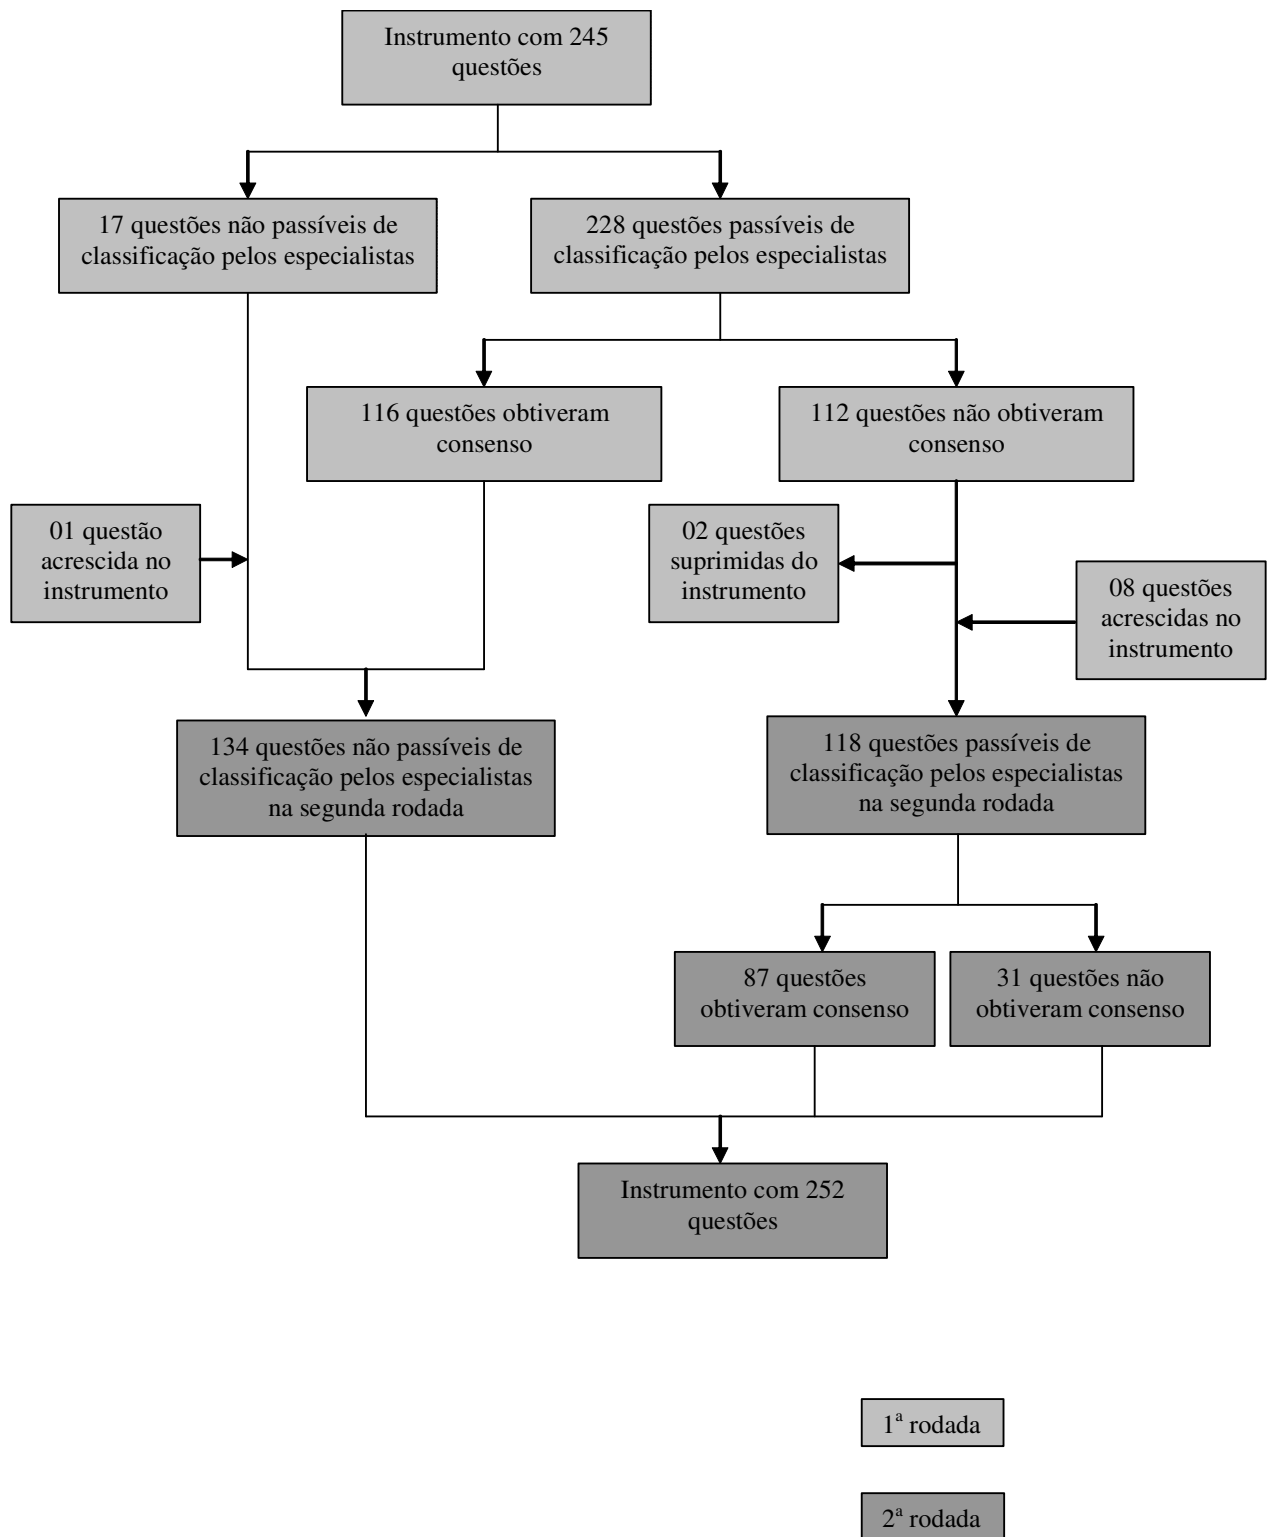 Instrumento com 245
questões
17 questões não passíveis de
classificação pelos especialistas
228 questões passíveis de
classificação pelos especialistas
116 questões obtiveram
consenso
112 questões não obtiveram
consenso
01 questão
acrescida no
instrumento
02 questões
suprimidas do
instrumento
08 questões
acrescidas no
instrumento
134 questões não passíveis de
classificação pelos especialistas
na segunda rodada
118 questões passíveis de
classificação pelos especialistas
na segunda rodada
87 questões
obtiveram consenso
31 questões não
obtiveram consenso
Instrumento com 252
questões
1ª rodada
2ª rodada